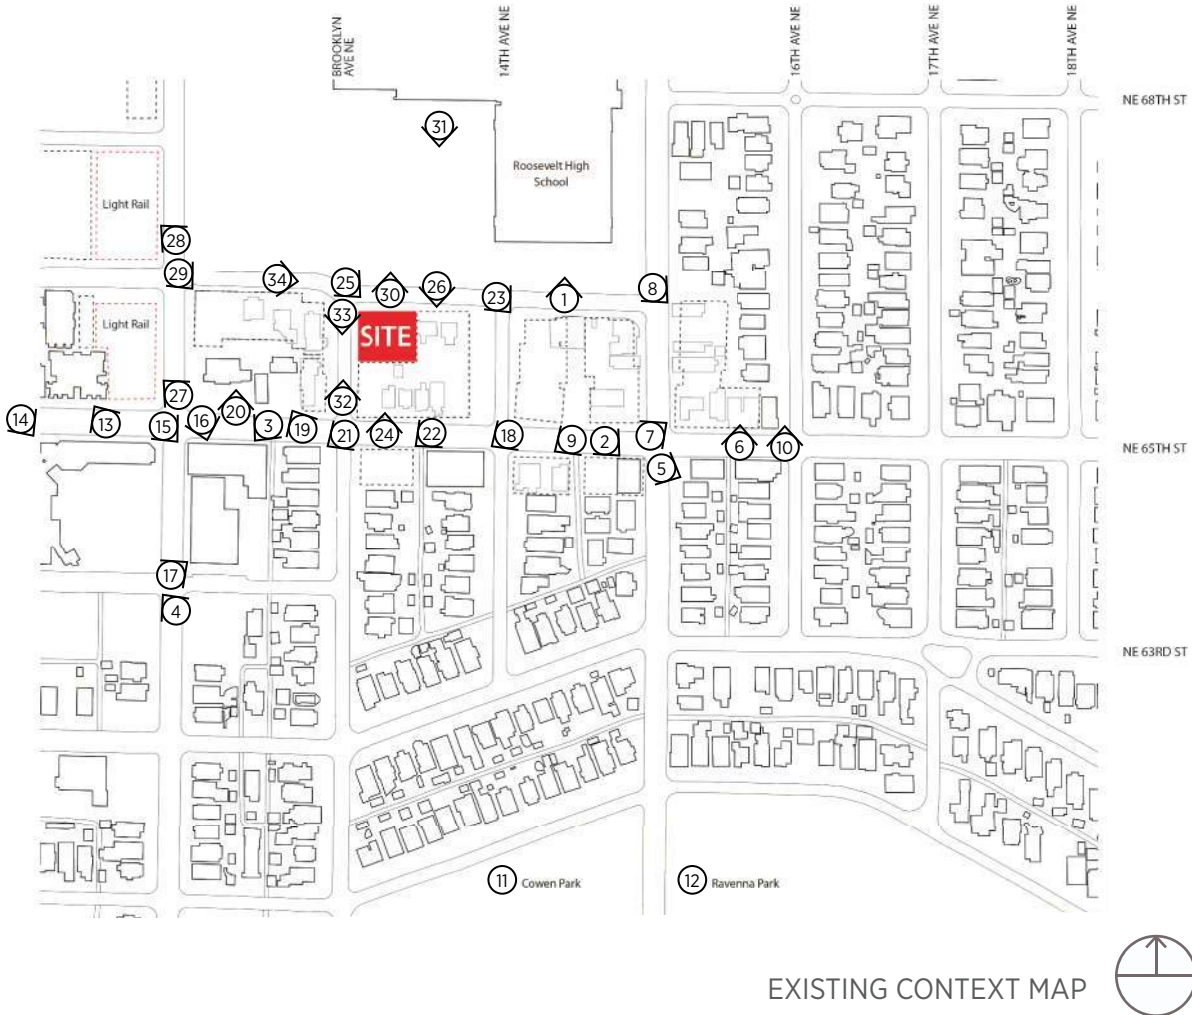 BROOKLYN
AVE NE
14TH AVE NE
16TH AVE NE
17TH AVE NE
18TH AVE NE
NE 68TH ST
31
Roosevelt High
School
Light Rail
28
29
34
25
30
26
23
1
8
33
SITE
Light Rail
27
32
14
13
15
16
20
3
19
21
24
22
18
9
2
7
5
6
10
NE 65TH ST
17
4
NE 63RD ST
11
Cowen Park
12
Ravenna Park
EXISTING CONTEXT MAP